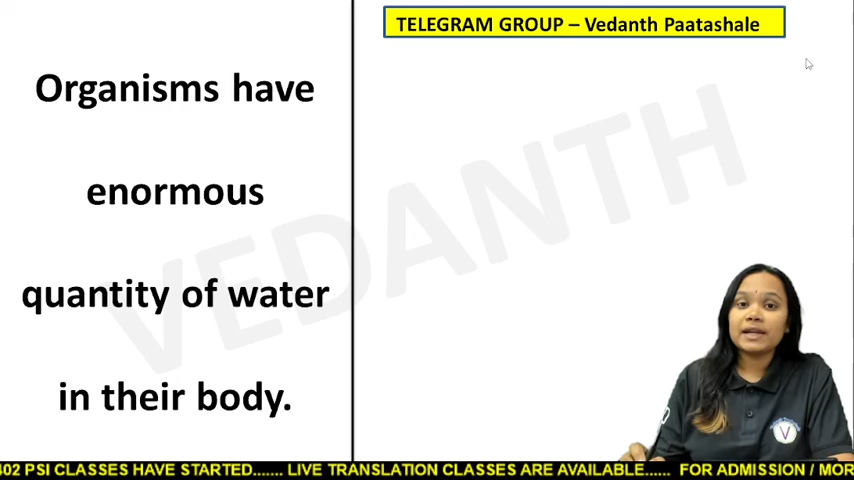 TELEGRAM GROUP – Vedanth Paatashale
Organisms have
enormous
quantity of water
in their body.
VEDANTH
V
402 PSI CLASSES HAVE STARTED....... LIVE TRANSLATION CLASSES ARE AVAILABLE...... FOR ADMISSION / MOR